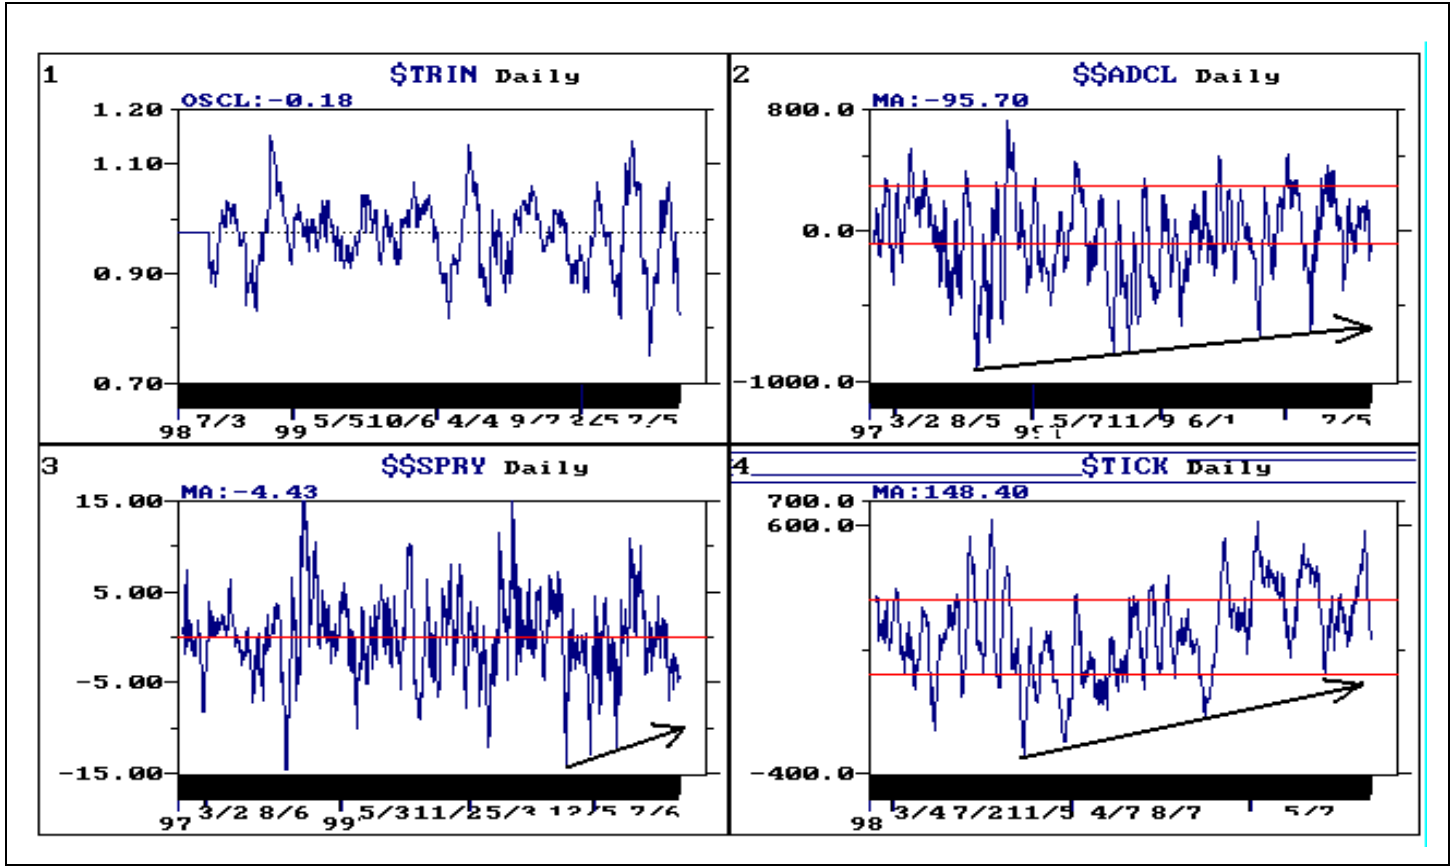 1
$TRIN Daily
OSCL:-0.18
1.20
1.10
0.90
0.70
98 7/3 99 5/5 10/6 4/4 9/7
2
$$ADCL Daily
MA:-95.70
800.0
0.0
-1000.0
97 3/2 8/5 5/7 11/9 6/1 7/5
3
$$SPRY Daily
MA:-4.43
15.00
5.00
-5.00
-15.00
97 3/2 8/6 99 5/3 11/2 5/3 12/5 7/6
4
$TICK Daily
MA:148.40
700.0
600.0
-400.0
98 3/4 7/2 11/5 4/7 8/7 5/7